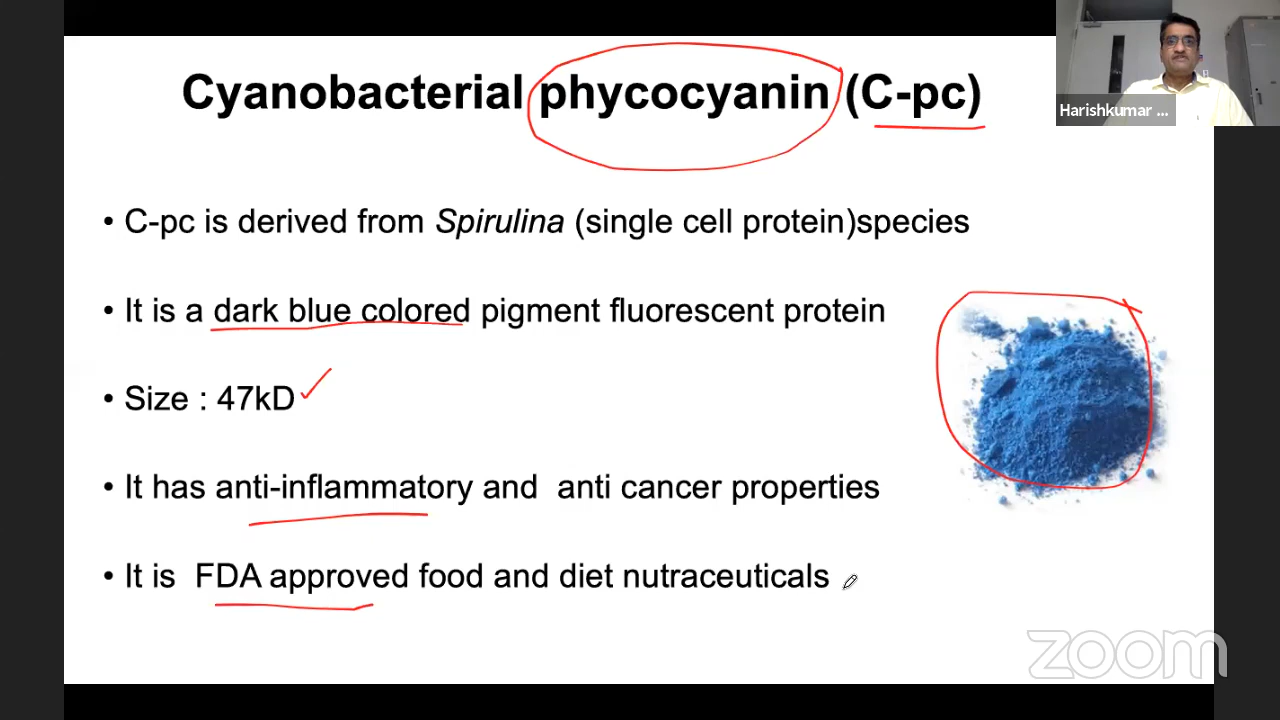 Cyanobacterial phycocyanin (C-pc)
Harishkumar ...
• C-pc is derived from Spirulina (single cell protein)species
• It is a dark blue colored pigment fluorescent protein
• Size : 47kD
• It has anti-inflammatory and anti cancer properties
• It is FDA approved food and diet nutraceuticals
zoom